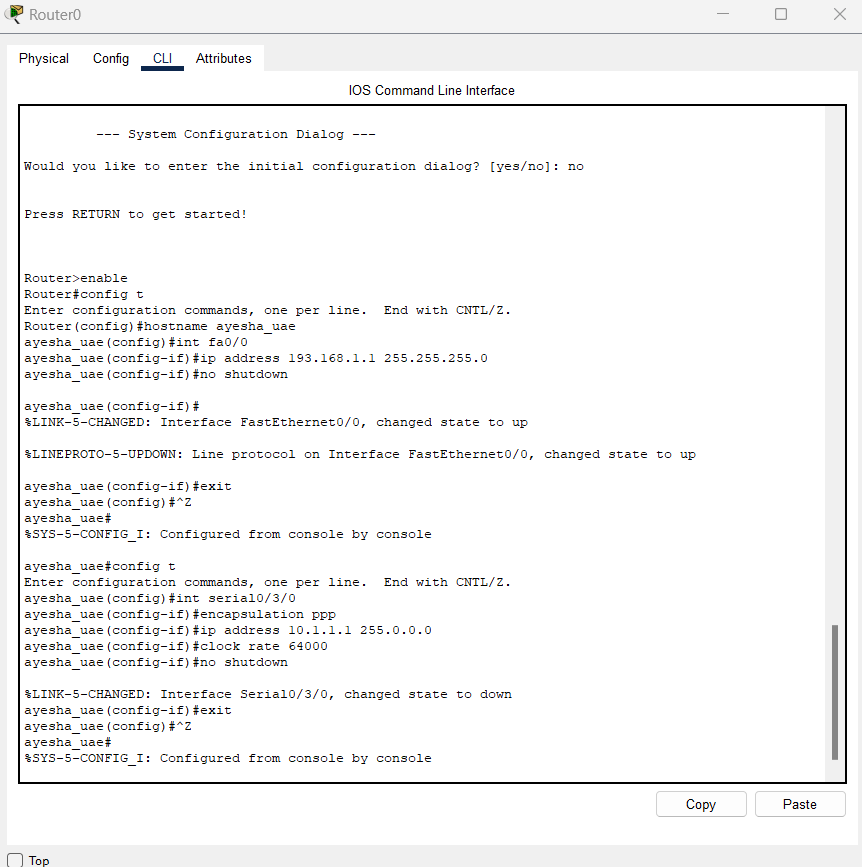 Router0
Physical Config CLI Attributes
IOS Command Line Interface
--- System Configuration Dialog ---
Would you like to enter the initial configuration dialog? [yes/no]: no
Press RETURN to get started!
Router>enable
Router#config t
Enter configuration commands, one per line.  End with CNTL/Z.
Router(config)#hostname ayesha_uae
ayesha_uae(config)#int fa0/0
ayesha_uae(config-if)#ip address 193.168.1.1 255.255.255.0
ayesha_uae(config-if)#no shutdown
ayesha_uae(config-if)#
%LINK-5-CHANGED: Interface FastEthernet0/0, changed state to up
%LINEPROTO-5-UPDOWN: Line protocol on Interface FastEthernet0/0, changed state to up
ayesha_uae(config-if)#exit
ayesha_uae(config)#^Z
ayesha_uae#
%SYS-5-CONFIG_I: Configured from console by console
ayesha_uae#config t
Enter configuration commands, one per line.  End with CNTL/Z.
ayesha_uae(config)#int serial0/3/0
ayesha_uae(config-if)#encapsulation ppp
ayesha_uae(config-if)#ip address 10.1.1.1 255.0.0.0
ayesha_uae(config-if)#clock rate 64000
ayesha_uae(config-if)#no shutdown
%LINK-5-CHANGED: Interface Serial0/3/0, changed state to down
ayesha_uae(config-if)#exit
ayesha_uae(config)#^Z
ayesha_uae#
%SYS-5-CONFIG_I: Configured from console by console
Copy Paste
Top